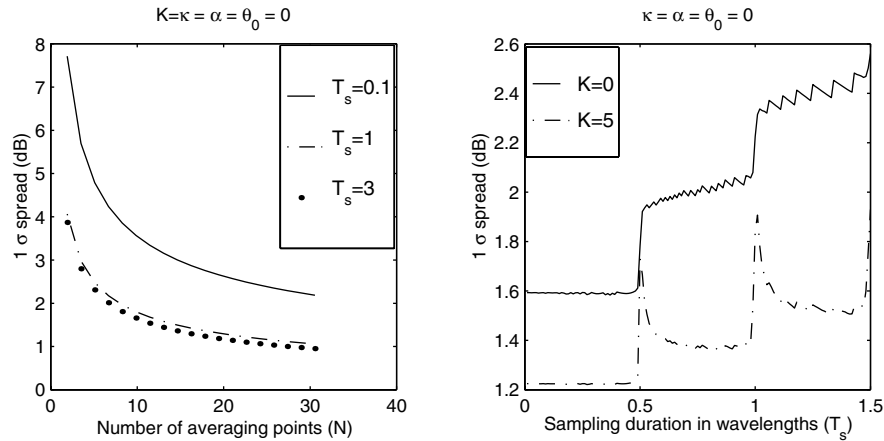 K=κ = α = θ₀ = 0
8
7
6
5
4
3
2
1
0
0
10
20
30
40
1 σ spread (dB)
Number of averaging points (N)
Tₛ=0.1
Tₛ=1
Tₛ=3
κ = α = θ₀ = 0
2.6
2.4
2.2
2
1.8
1.6
1.4
1.2
0
0.5
1
1.5
1 σ spread (dB)
Sampling duration in wavelengths (Tₛ)
K=0
K=5